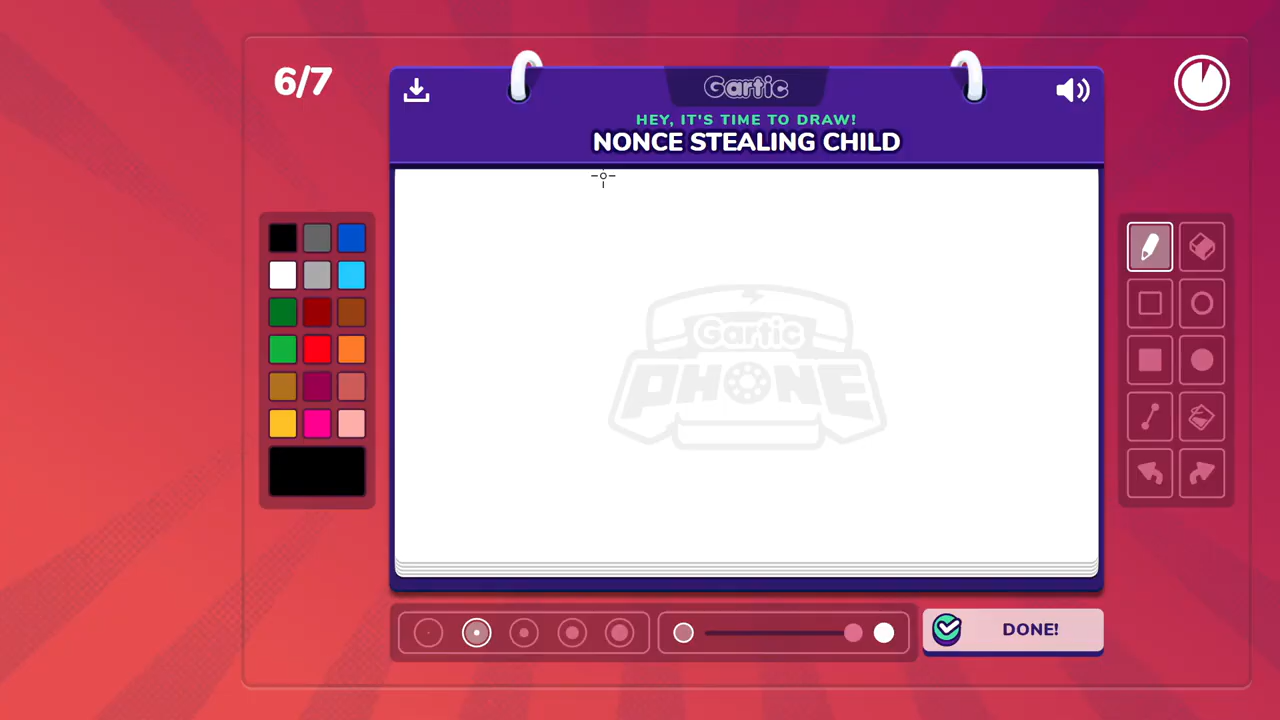 6/7
Gartic
HEY, IT'S TIME TO DRAW!
NONCE STEALING CHILD
Gartic
PHONE
DONE!